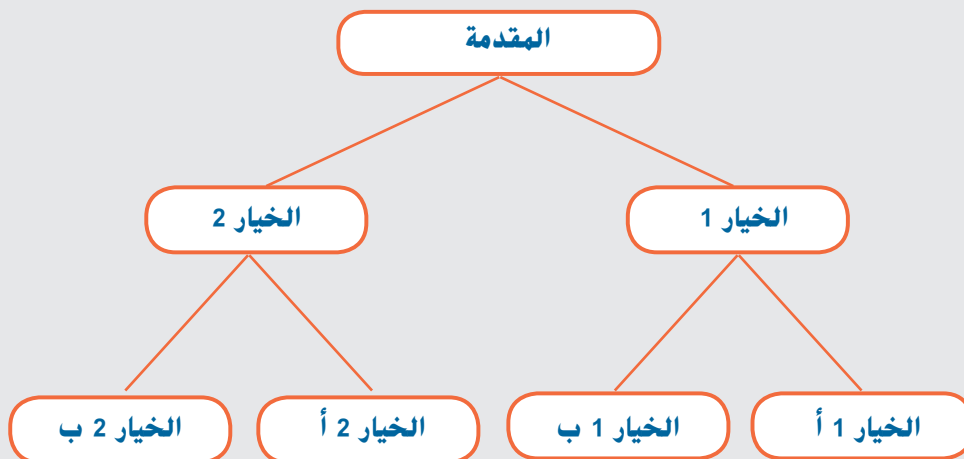 المقدمة
الخيار 1
الخيار 2
الخيار 1 أ
الخيار 1 ب
الخيار 2 أ
الخيار 2 ب